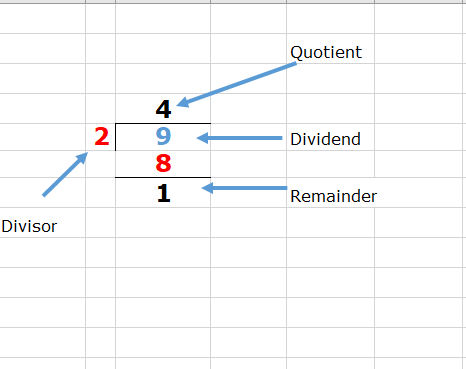 Quotient
4
2 9 Dividend
8
1 Remainder
Divisor